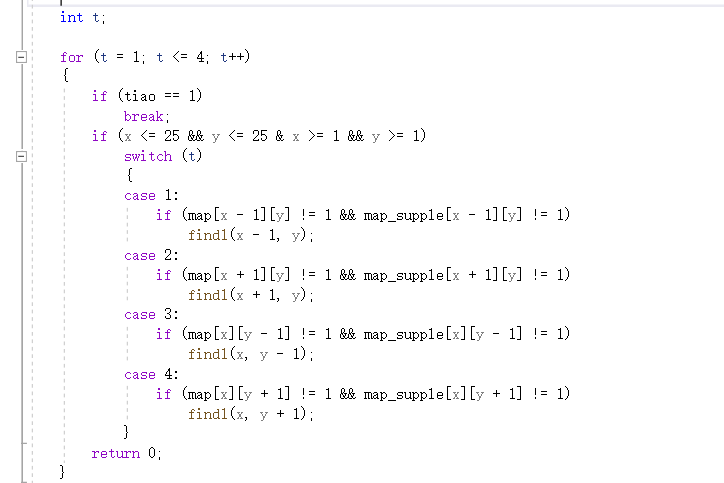 int t;
for (t = 1; t <= 4; t++)
{
if (tiao == 1)
break;
if (x <= 25 && y <= 25 & x >= 1 && y >= 1)
switch (t)
{
case 1:
if (map[x - 1][y] != 1 && map_supple[x - 1][y] != 1)
find1(x - 1, y);
case 2:
if (map[x + 1][y] != 1 && map_supple[x + 1][y] != 1)
find1(x + 1, y);
case 3:
if (map[x][y - 1] != 1 && map_supple[x][y - 1] != 1)
find1(x, y - 1);
case 4:
if (map[x][y + 1] != 1 && map_supple[x][y + 1] != 1)
find1(x, y + 1);
}
return 0;
}